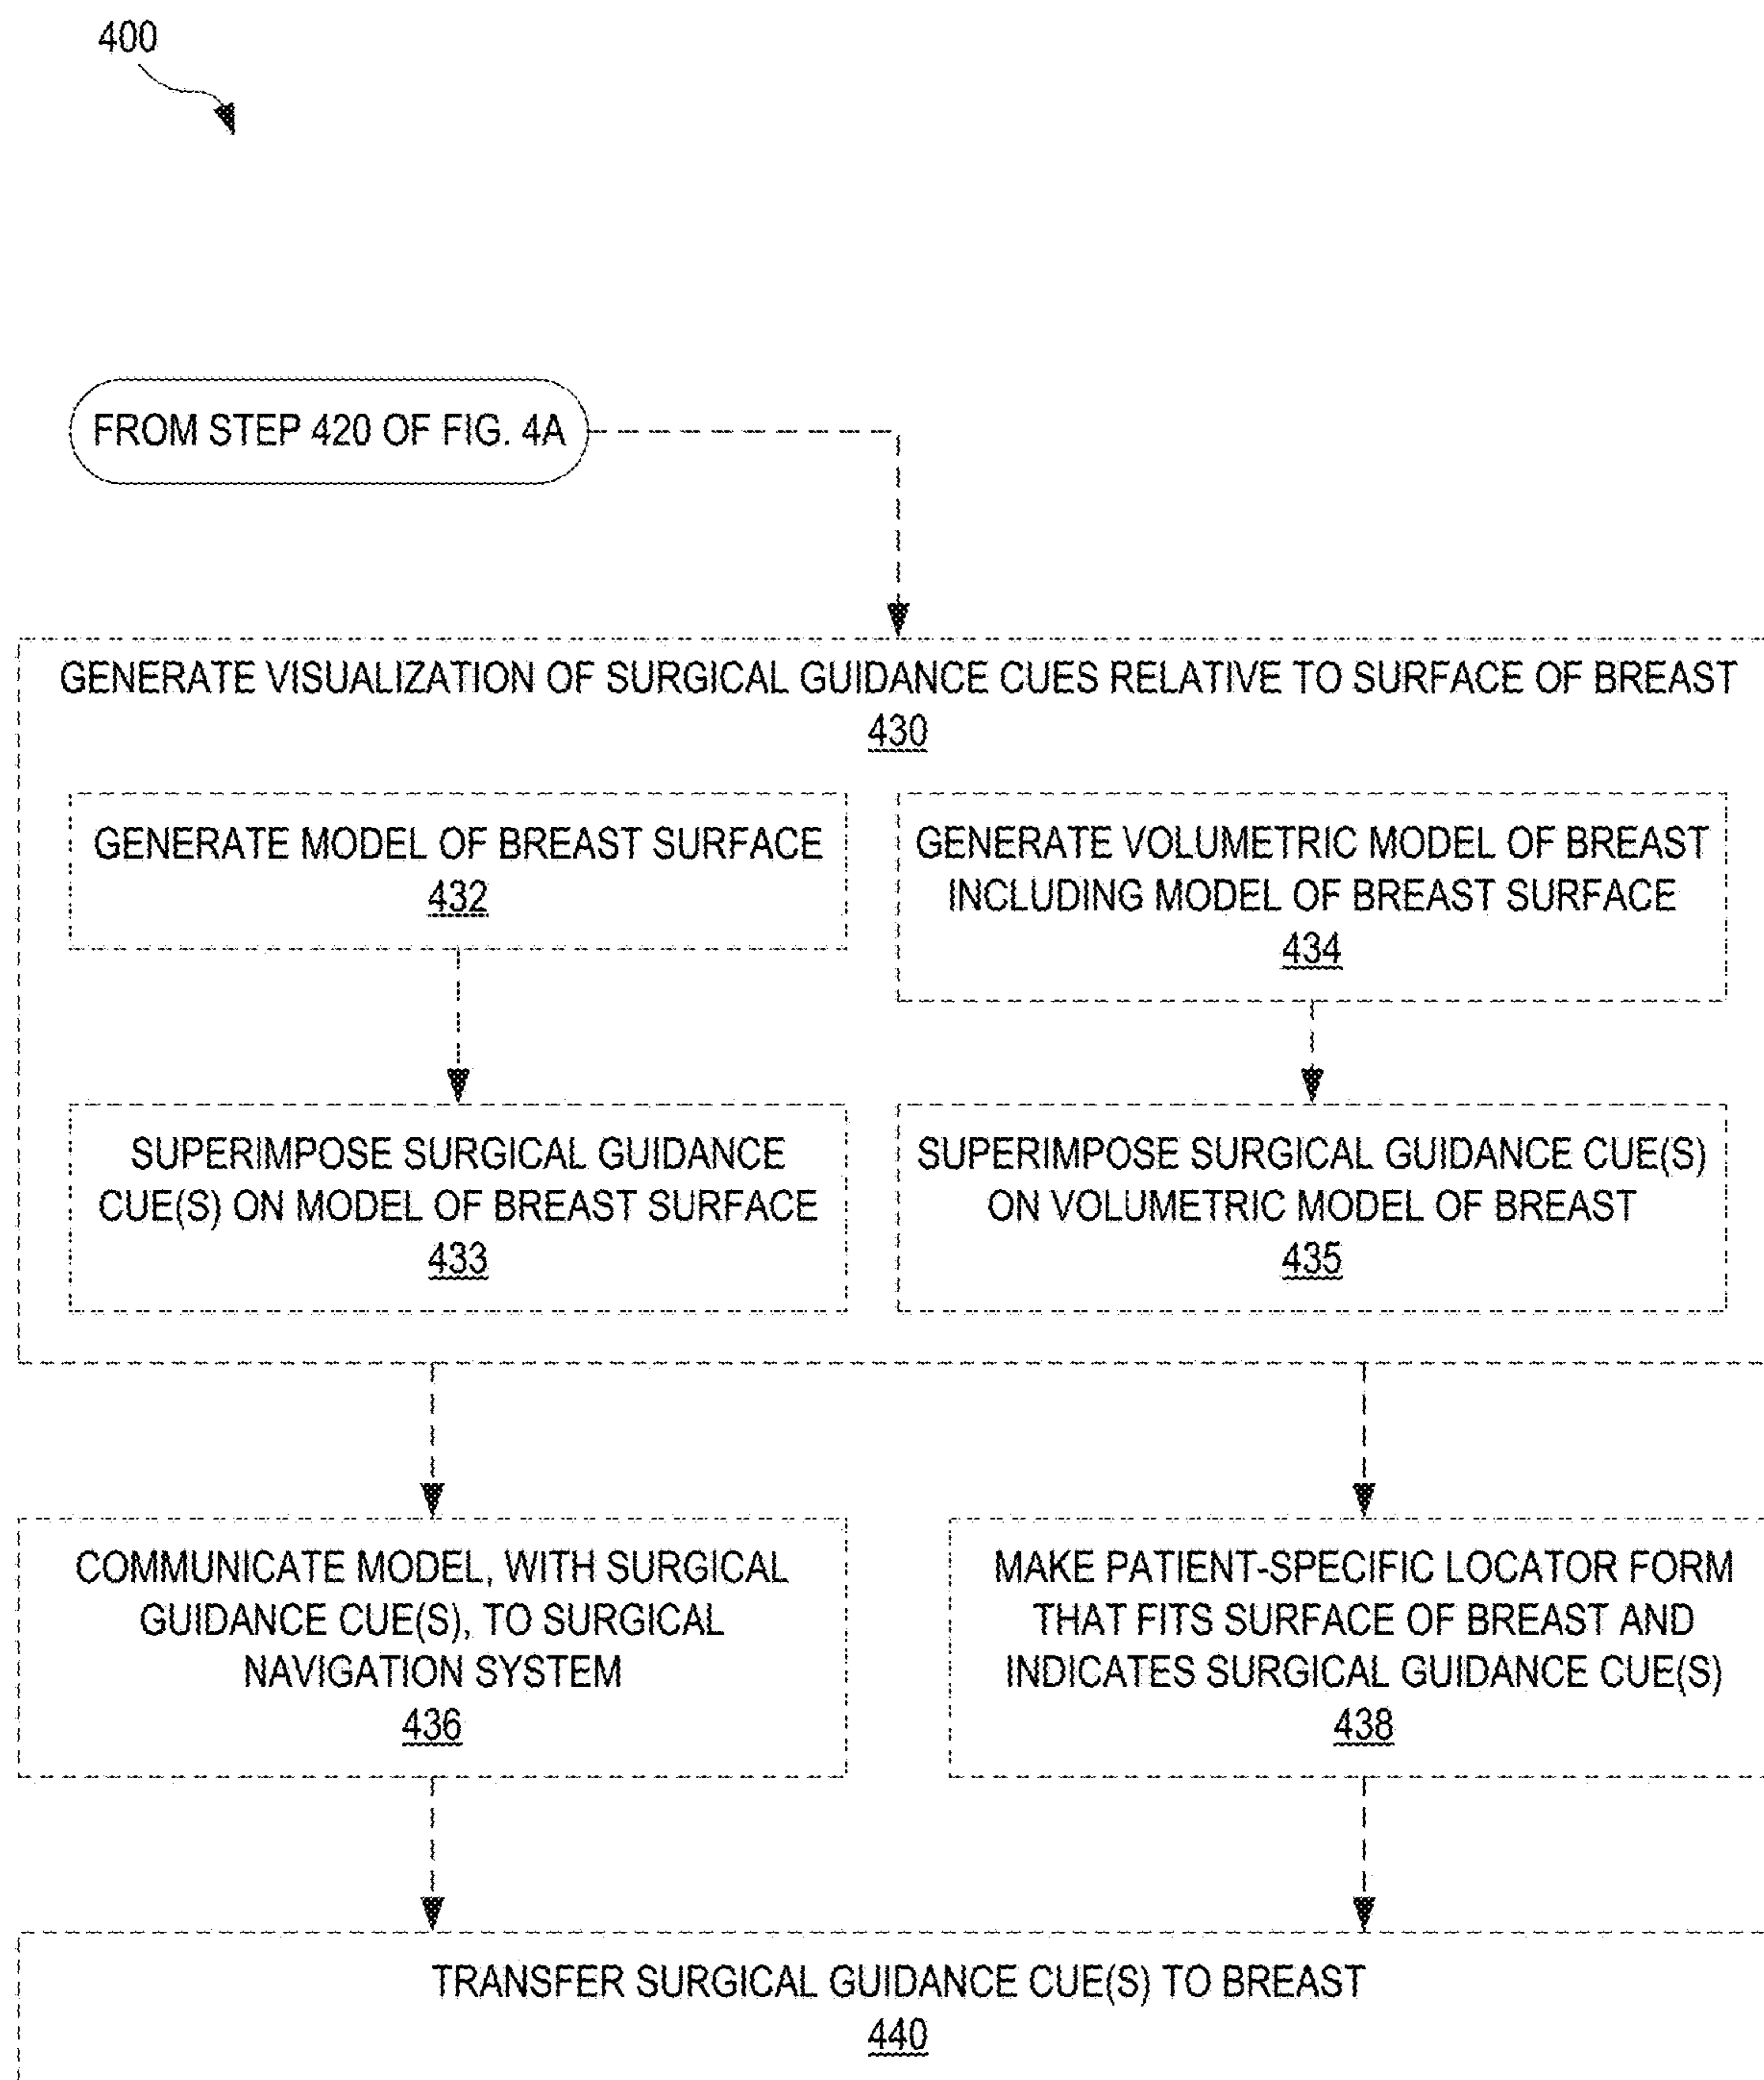 400
FROM STEP 420 OF FIG. 4A
GENERATE VISUALIZATION OF SURGICAL GUIDANCE CUES RELATIVE TO SURFACE OF BREAST
430
GENERATE MODEL OF BREAST SURFACE
432
GENERATE VOLUMETRIC MODEL OF BREAST
INCLUDING MODEL OF BREAST SURFACE
434
SUPERIMPOSE SURGICAL GUIDANCE
CUE(S) ON MODEL OF BREAST SURFACE
433
SUPERIMPOSE SURGICAL GUIDANCE CUE(S)
ON VOLUMETRIC MODEL OF BREAST
435
COMMUNICATE MODEL, WITH SURGICAL
GUIDANCE CUE(S), TO SURGICAL
NAVIGATION SYSTEM
436
MAKE PATIENT-SPECIFIC LOCATOR FORM
THAT FITS SURFACE OF BREAST AND
INDICATES SURGICAL GUIDANCE CUE(S)
438
TRANSFER SURGICAL GUIDANCE CUE(S) TO BREAST
440